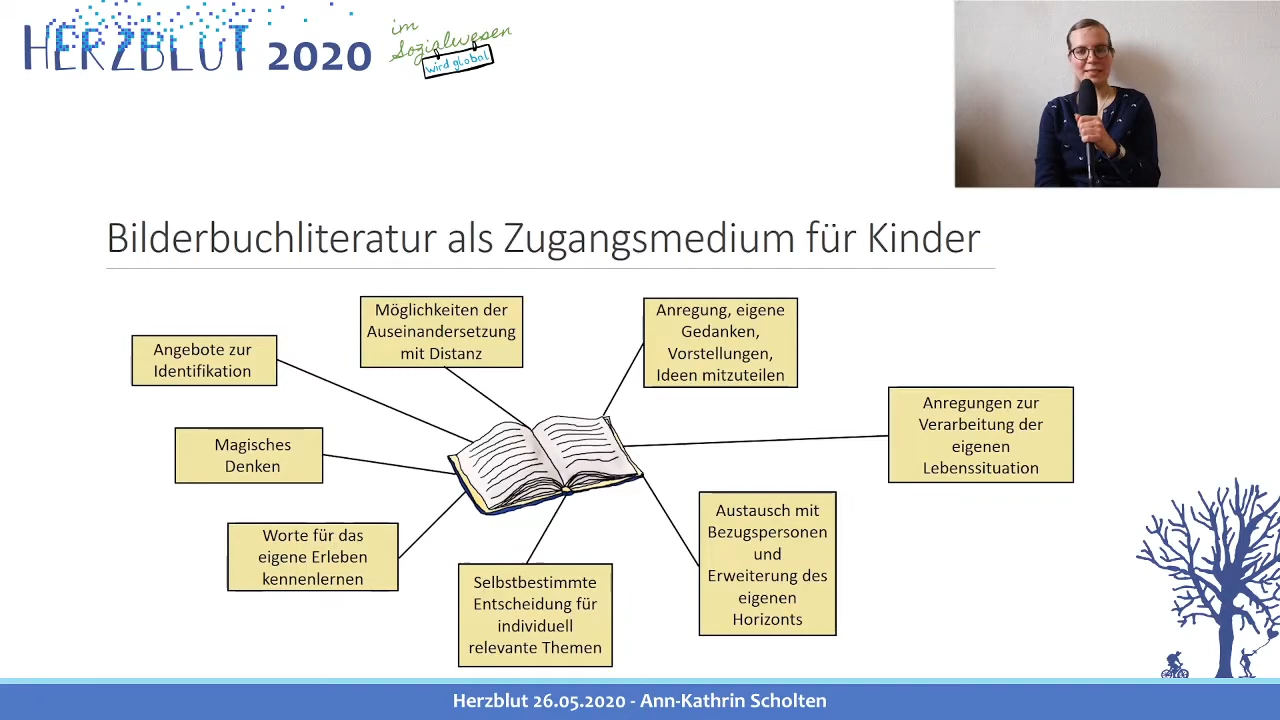 HERZBLUT 2020
im
Sozialwesen
wird global
Bilderbuchliteratur als Zugangsmedium für Kinder
Möglichkeiten der
Auseinandersetzung
mit Distanz
Anregung, eigene
Gedanken,
Vorstellungen,
Ideen mitzuteilen
Angebote zur
Identifikation
Anregungen zur
Verarbeitung der
eigenen
Lebenssituation
Magisches
Denken
Austausch mit
Bezugspersonen
und
Erweiterung des
eigenen
Horizonts
Worte für das
eigene Erleben
kennenlernen
Selbstbestimmte
Entscheidung für
individuell
relevante Themen
Herzblut 26.05.2020 - Ann-Kathrin Scholten